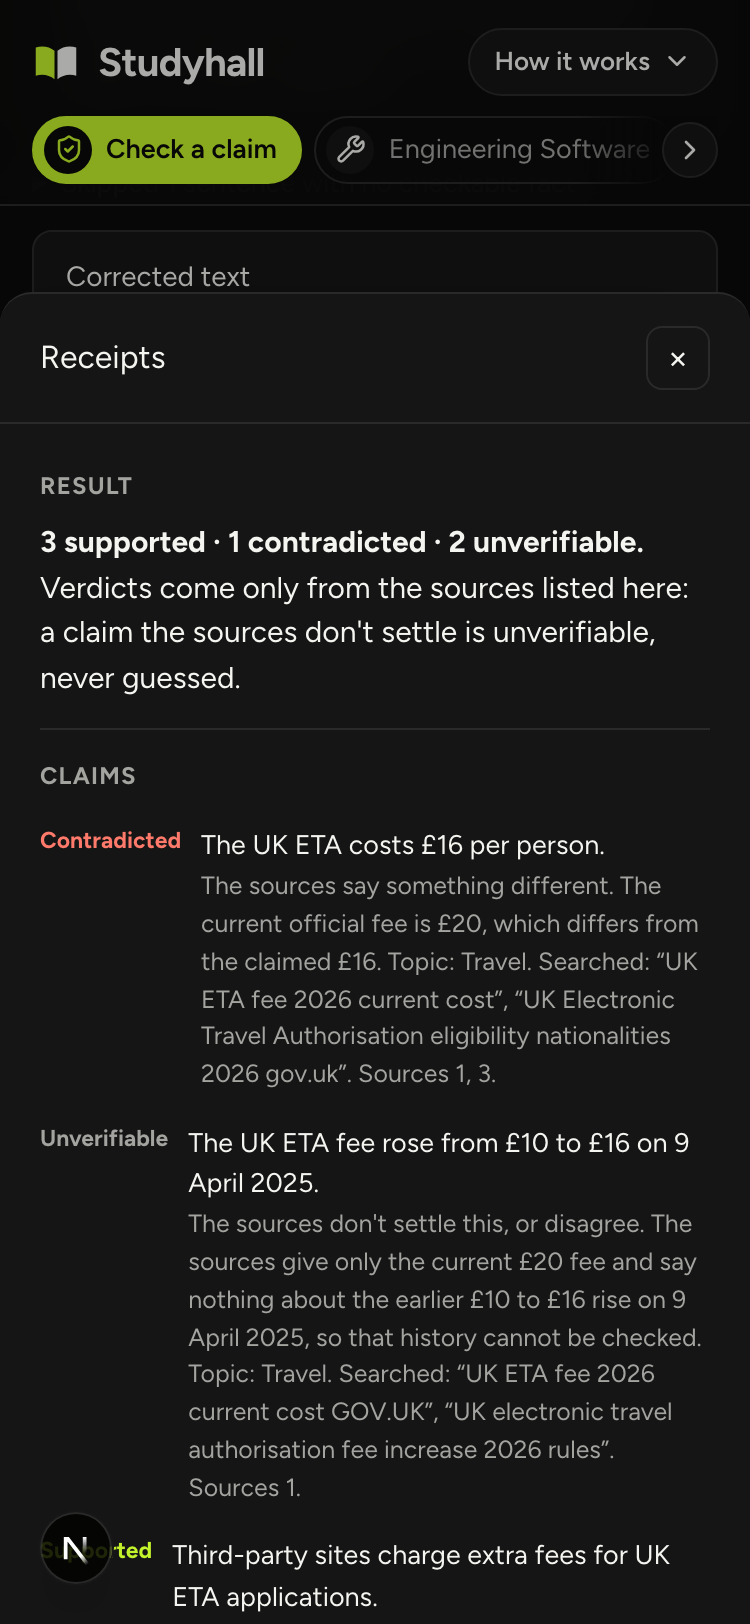 Studyhall
How it works
Check a claim
Engineering Software
Corrected text
Receipts
RESULT
3 supported · 1 contradicted · 2 unverifiable.
Verdicts come only from the sources listed here:
a claim the sources don't settle is unverifiable,
never guessed.
CLAIMS
Contradicted
The UK ETA costs £16 per person.
The sources say something different. The
current official fee is £20, which differs from
the claimed £16. Topic: Travel. Searched: “UK
ETA fee 2026 current cost”, “UK Electronic
Travel Authorisation eligibility nationalities
2026 gov.uk”. Sources 1, 3.
Unverifiable
The UK ETA fee rose from £10 to £16 on 9
April 2025.
The sources don't settle this, or disagree. The
sources give only the current £20 fee and say
nothing about the earlier £10 to £16 rise on 9
April 2025, so that history cannot be checked.
Topic: Travel. Searched: “UK ETA fee 2026
current cost GOV.UK”, “UK electronic travel
authorisation fee increase 2026 rules”.
Sources 1.
Supported
N
Third-party sites charge extra fees for UK
ETA applications.